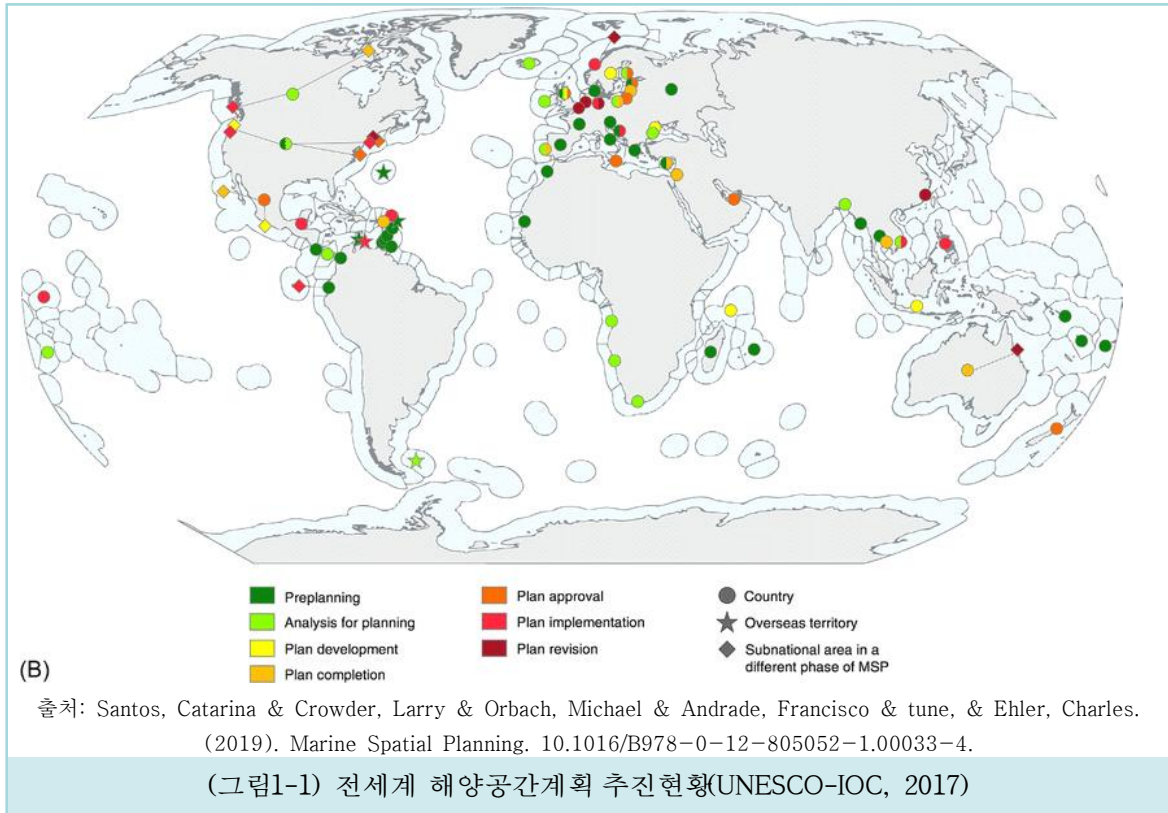 Preplanning
Analysis for planning
Plan development
Plan completion
Plan approval
Plan implementation
Plan revision
Country
Overseas territory
Subnational area in a
different phase of MSP
(B)
출처: Santos, Catarina & Crowder, Larry & Orbach, Michael & Andrade, Francisco & tune, & Ehler, Charles.
(2019). Marine Spatial Planning. 10.1016/B978-0-12-805052-1.00033-4.
(그림1-1) 전세계 해양공간계획 추진현황(UNESCO-IOC, 2017)